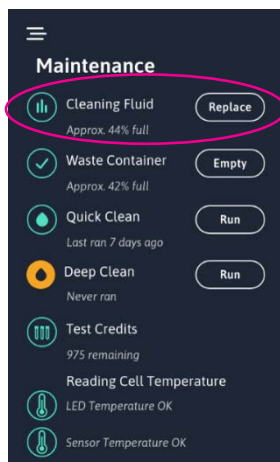 Maintenance
Cleaning Fluid
Replace
Approx. 44% full
Waste Container
Empty
Approx. 42% full
Quick Clean
Run
Last ran 7 days ago
Deep Clean
Run
Never ran
Test Credits
975 remaining
Reading Cell Temperature
LED Temperature OK
Sensor Temperature OK